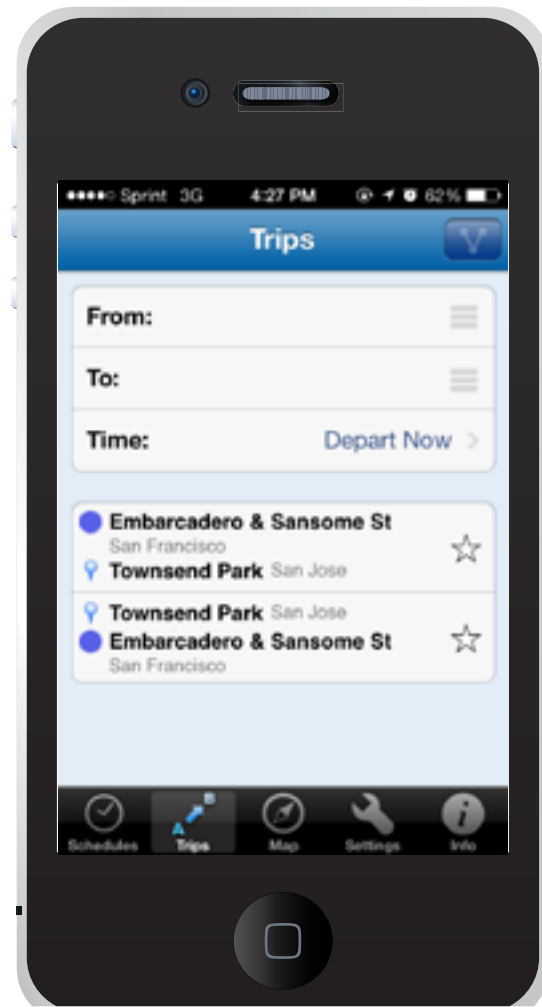 Sprint 3G 4:27 PM 62%
Trips
From:
To:
Time: Depart Now >
Embarcadero & Sansome St
San Francisco
Townsend Park San Jose
Townsend Park San Jose
Embarcadero & Sansome St
San Francisco
A B
Schedules Trips Map Settings i Info